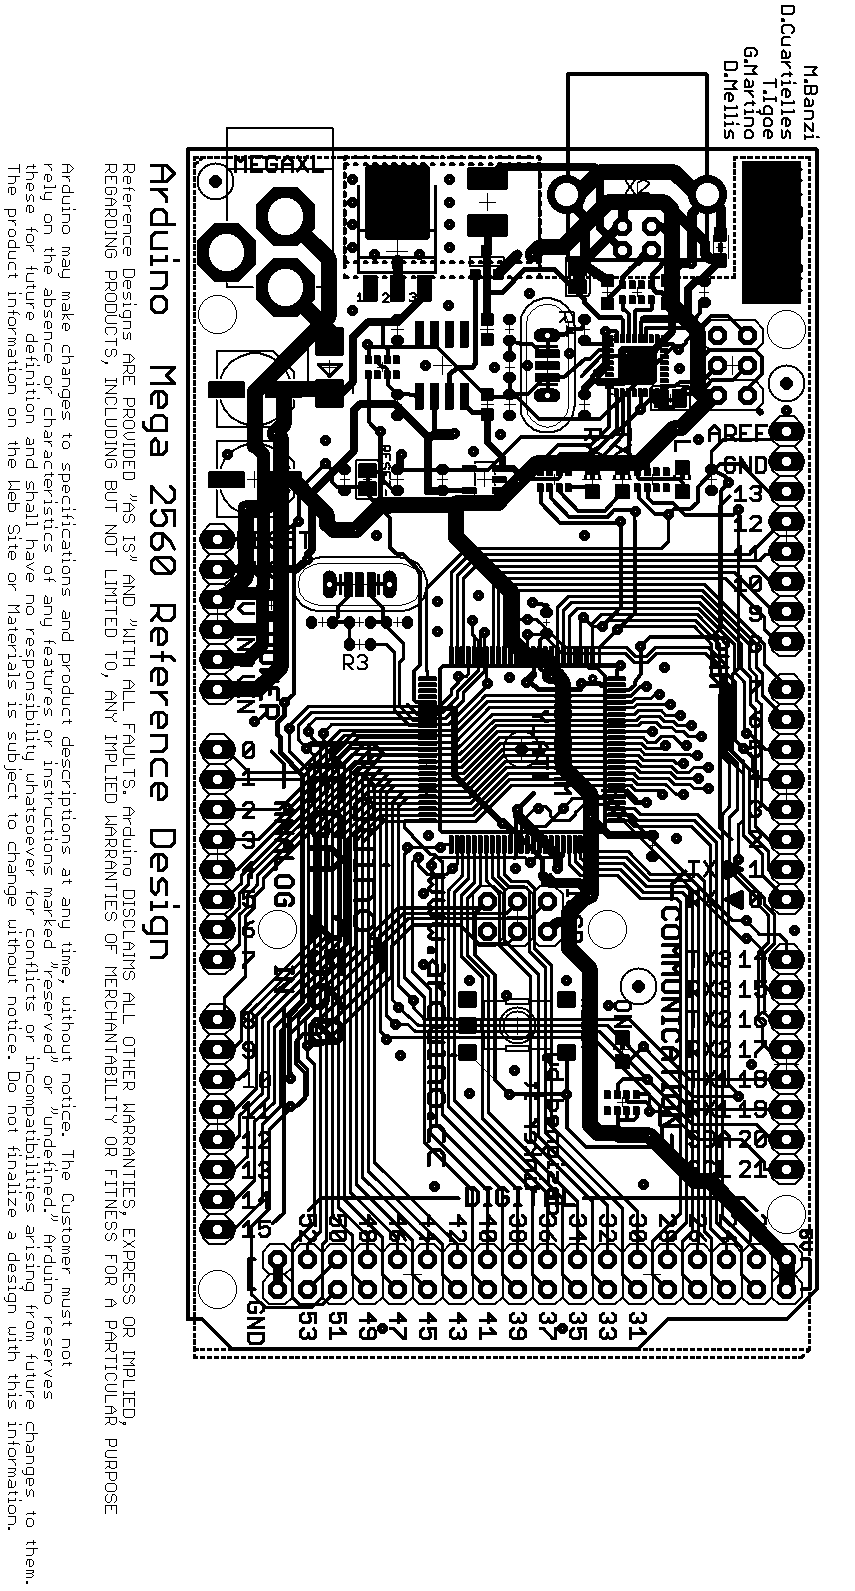 M.Banzi
D.Cuartielles
T.Igoe
G.Martino
D.Mellis
MEGAXL
X2
1 2 3
AREF
GND
13
12
11
10
9
8
R3
0
1
2
3
4
5
6
7
ANALOG IN
8
9
10
11
12
13
14
15
TX 1
0
COMMUNICATION
TX3 14
RX3 15
TX2 16
RX2 17
18
19
20
21
ON
www.arduino.cc
DIGITAL
52 50 48 46 44 42 40 38 36 34 32
53 51 49 47 45 43 41 39 37 35 33 31
GND
5V
Arduino Mega 2560 Reference Design
Reference Designs ARE PROVIDED "AS IS" AND "WITH ALL FAULTS. Arduino DISCLAIMS ALL OTHER WARRANTIES, EXPRESS OR IMPLIED,
REGARDING PRODUCTS, INCLUDING BUT NOT LIMITED TO, ANY IMPLIED WARRANTIES OF MERCHANTABILITY OR FITNESS FOR A PARTICULAR PURPOSE
Arduino may make changes to specifications and product descriptions at any time, without notice. The Customer must not
rely on the absence or characteristics of any features or instructions marked "reserved" or "undefined." Arduino reserves
these for future definition and shall have no responsibility whatsoever for conflicts or incompatibilities arising from future changes to them.
The product information on the Web Site or Materials is subject to change without notice. Do not finalize a design with this information.